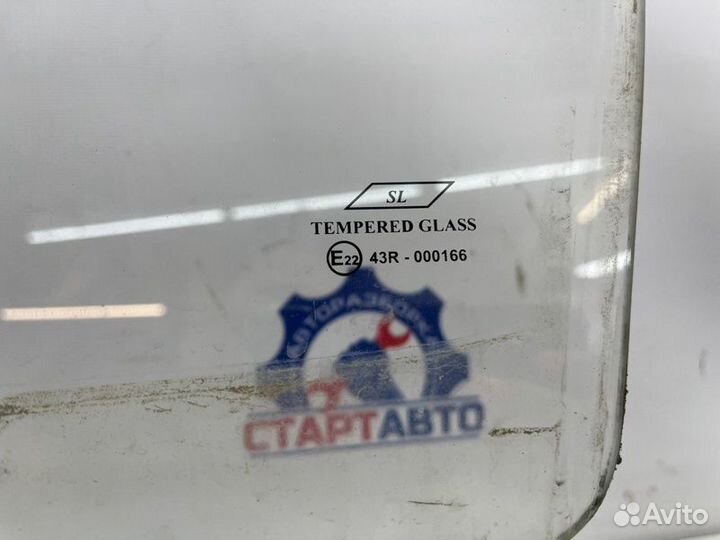 SL
TEMPERED GLASS
E22 43R - 000166
АВТОРАЗБОРКА
СТАРТАВТО
Avito